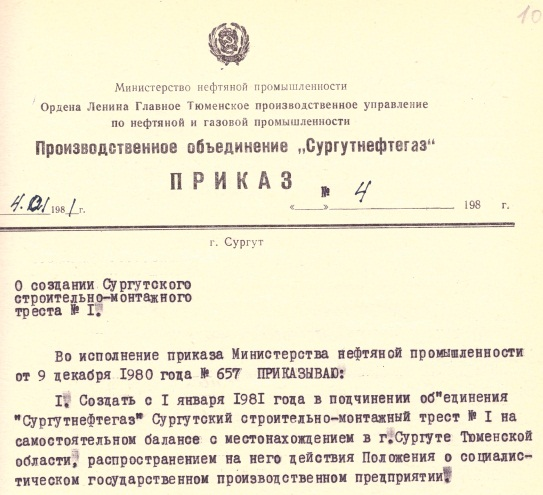 10
Министерство нефтяной промышленности
Ордена Ленина Главное Тюменское производственное управление
по нефтяной и газовой промышленности
Производственное объединение „Сургутнефтегаз"
ПРИКАЗ № 4
4.01 1981 г. «___»___ 198 г.
г. Сургут
О создании Сургутского
строительно-монтажного
треста № I.
Во исполнение приказа Министерства нефтяной промышленности
от 9 декабря 1980 года № 657 ПРИКАЗЫВАЮ:
I. Создать с I января 1981 года в подчинении об"единения
"Сургутнефтегаз" Сургутский строительно-монтажный трест № I на
самостоятельном балансе с местонахождением в г.Сургуте Тюменской
области, распространением на него действия Положения о социалис-
тическом государственном производственном предприятии.